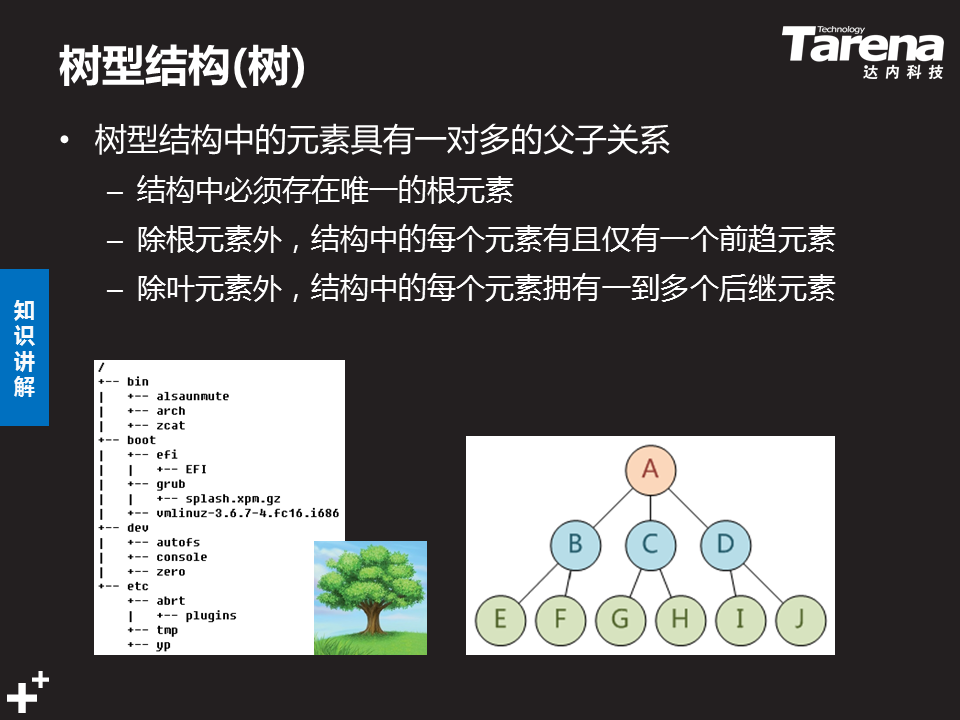 Technology
Tarena
达内科技
树型结构(树)
• 树型结构中的元素具有一对多的父子关系
– 结构中必须存在唯一的根元素
– 除根元素外，结构中的每个元素有且仅有一个前趋元素
– 除叶元素外，结构中的每个元素拥有一到多个后继元素
知识讲解
/
+-- bin
|   +-- alsaunmute
|   +-- arch
|   +-- zcat
+-- boot
|   +-- efi
|   |   +-- EFI
|   +-- grub
|   |   +-- splash.xpm.gz
|   +-- vmlinuz-3.6.7-4.fc16.i686
+-- dev
|   +-- autofs
|   +-- console
|   +-- zero
+-- etc
    +-- abrt
    |   +-- plugins
    +-- tmp
    +-- yp
A
B C D
E F G H I J